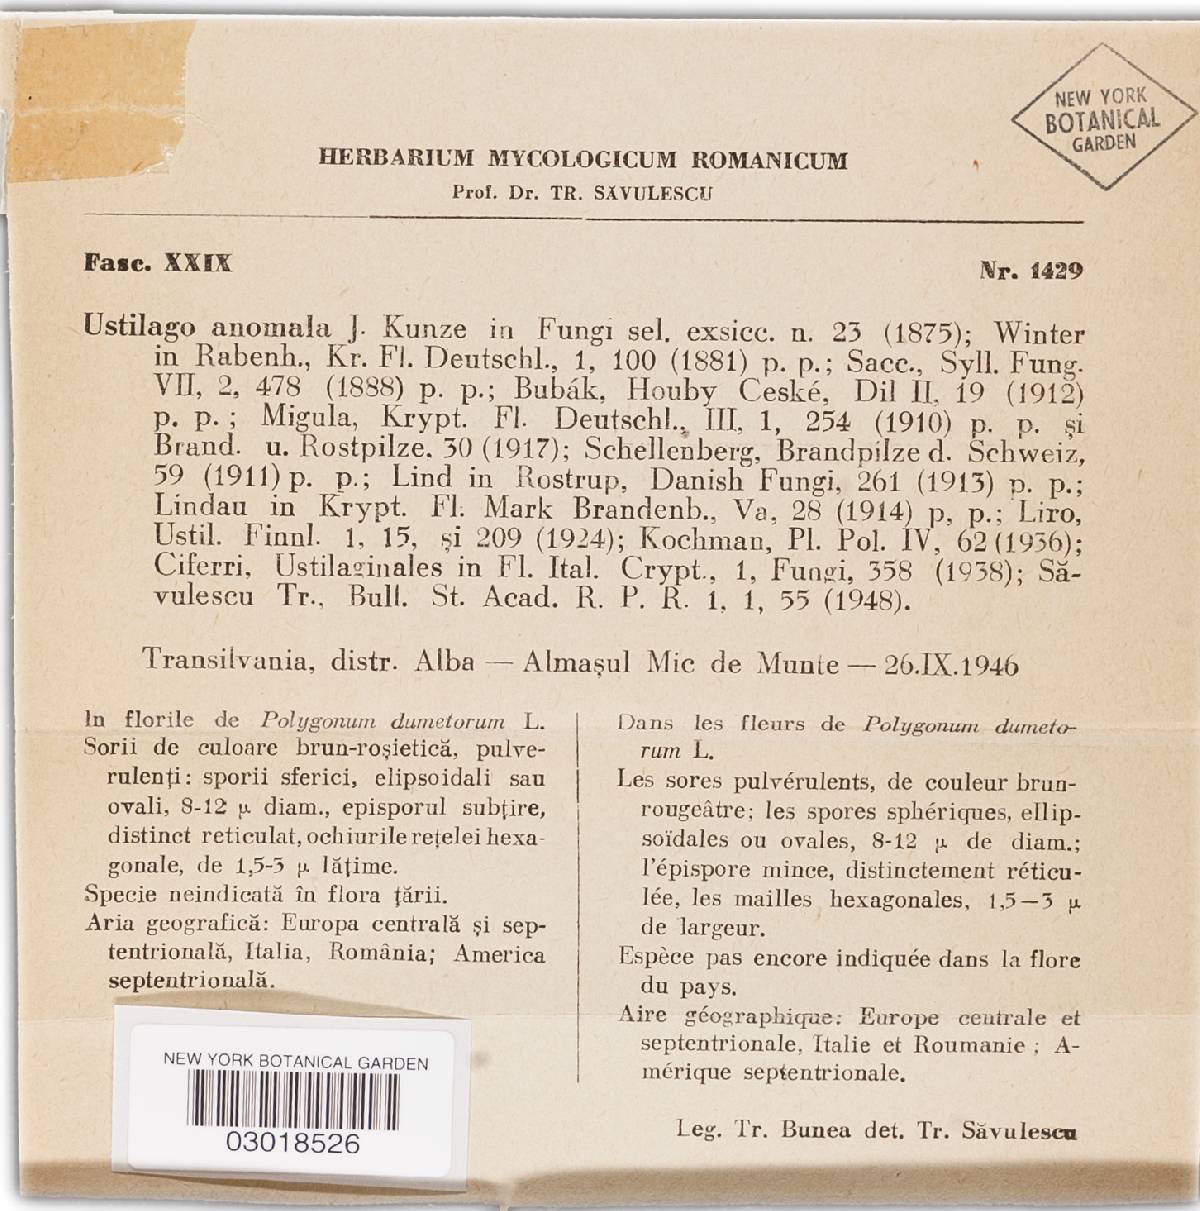 NEW YORK
BOTANICAL
GARDEN
HERBARIUM MYCOLOGICUM ROMANICUM
Prof. Dr. TR. SĂVULESCU
Fasc. XXIX
Nr. 1429
Ustilago anomala J. Kunze in Fungi sel. exsicc. n. 23 (1875); Winter
in Rabenh., Kr. Fl. Deutschl., 1, 100 (1881) p. p.; Sacc., Syll. Fung.
VII, 2, 478 (1888) p. p.; Bubák, Houby Ceské, Dil II, 19 (1912)
p. p.; Migula, Krypt. Fl. Deutschl., III, 1, 254 (1910) p. p. și
Brand. u. Rostpilze. 30 (1917); Schellenberg, Brandpilze d. Schweiz,
59 (1911) p. p.; Lind in Rostrup, Danish Fungi, 261 (1913) p. p.;
Lindau in Krypt. Fl. Mark Brandenb., Va, 28 (1914) p, p.; Liro,
Ustil. Finnl. 1, 15, și 209 (1924); Kochman, Pl. Pol. IV, 62 (1936);
Ciferri, Ustilaginales in Fl. Ital. Crypt., 1, Fungi, 358 (1938); Să-
vulescu Tr., Bull. St. Acad. R. P. R. 1, 1, 55 (1948).
Transilvania, distr. Alba — Almașul Mic de Munte — 26.IX.1946
In florile de Polygonum dumetorum L.
Sorii de culoare brun-roșietică, pulve-
rulenți: sporii sferici, elipsoidali sau
ovali, 8-12 µ diam., episporul subțire,
distinct reticulat, ochiurile rețelei hexa-
gonale, de 1,5-3 µ lățime.
Specie neindicată în flora țării.
Aria geografică: Europa centrală și sep-
tentrională, Italia, România; America
septentrională.
Dans les fleurs de Polygonum dumeto-
rum L.
Les sores pulvérulents, de couleur brun-
rougeâtre; les spores sphériques, ellip-
soïdales ou ovales, 8-12 µ de diam.;
l'épispore mince, distinctement réticu-
lée, les mailles hexagonales, 1,5—3 µ
de largeur.
Espèce pas encore indiquée dans la flore
du pays.
Aire géographique: Europe centrale et
septentrionale, Italie et Roumanie ; A-
mérique septentrionale.
Leg. Tr. Bunea det. Tr. Săvulescu
NEW YORK BOTANICAL GARDEN
03018526